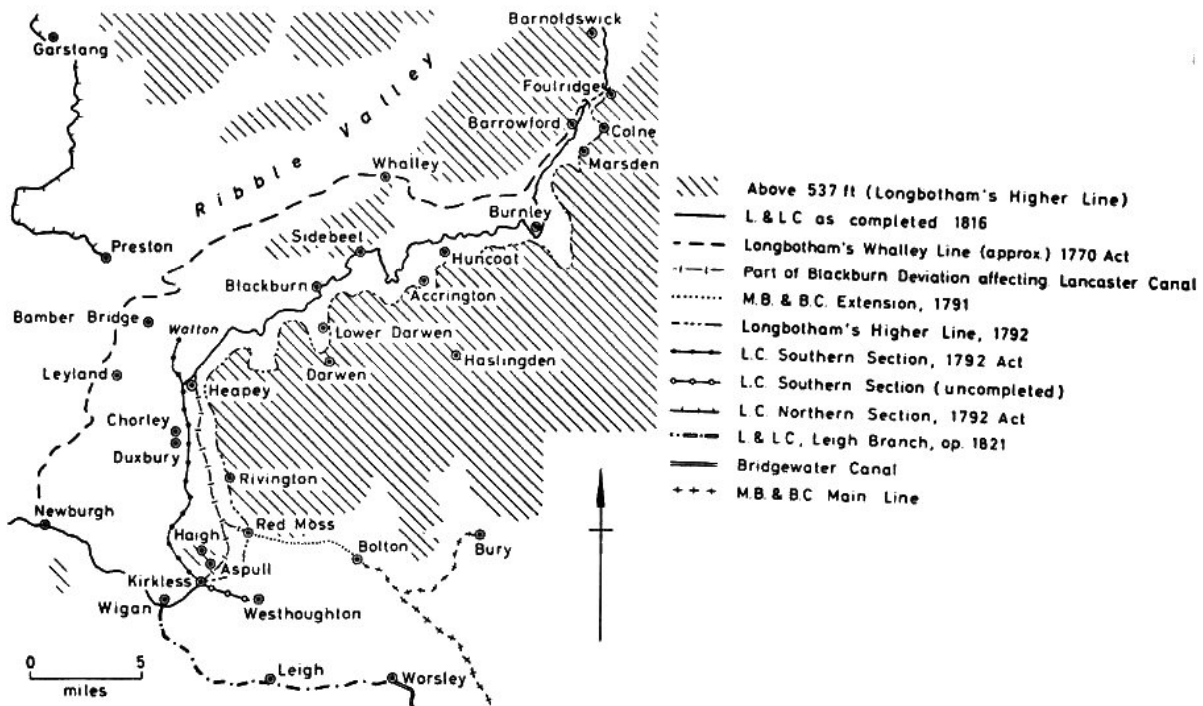 Garstang
Barnoldswick
Foulridge
Barrowford
Colne
Marsden
Ribble Valley
Whalley
Burnley
Preston
Sidebeet
Huncoat
Blackburn
Accrington
Bamber Bridge
Walton
Lower Darwen
Haslingden
Darwen
Leyland
Heapey
Chorley
Duxbury
Rivington
Newburgh
Red Moss
Haigh
Bolton
Bury
Aspull
Kirkless
Wigan
Westhoughton
Leigh
Worsley
0 5
miles
Above 537 ft (Longbotham's Higher Line)
L. & L C as completed 1816
Longbotham's Whalley Line (approx.) 1770 Act
Part of Blackburn Deviation affecting Lancaster Canal
M.B. & B.C. Extension, 1791
Longbotham's Higher Line, 1792
L.C. Southern Section, 1792 Act
L.C. Southern Section (uncompleted)
L.C. Northern Section, 1792 Act
L. & L C, Leigh Branch, op. 1821
Bridgewater Canal
M.B. & B.C Main Line